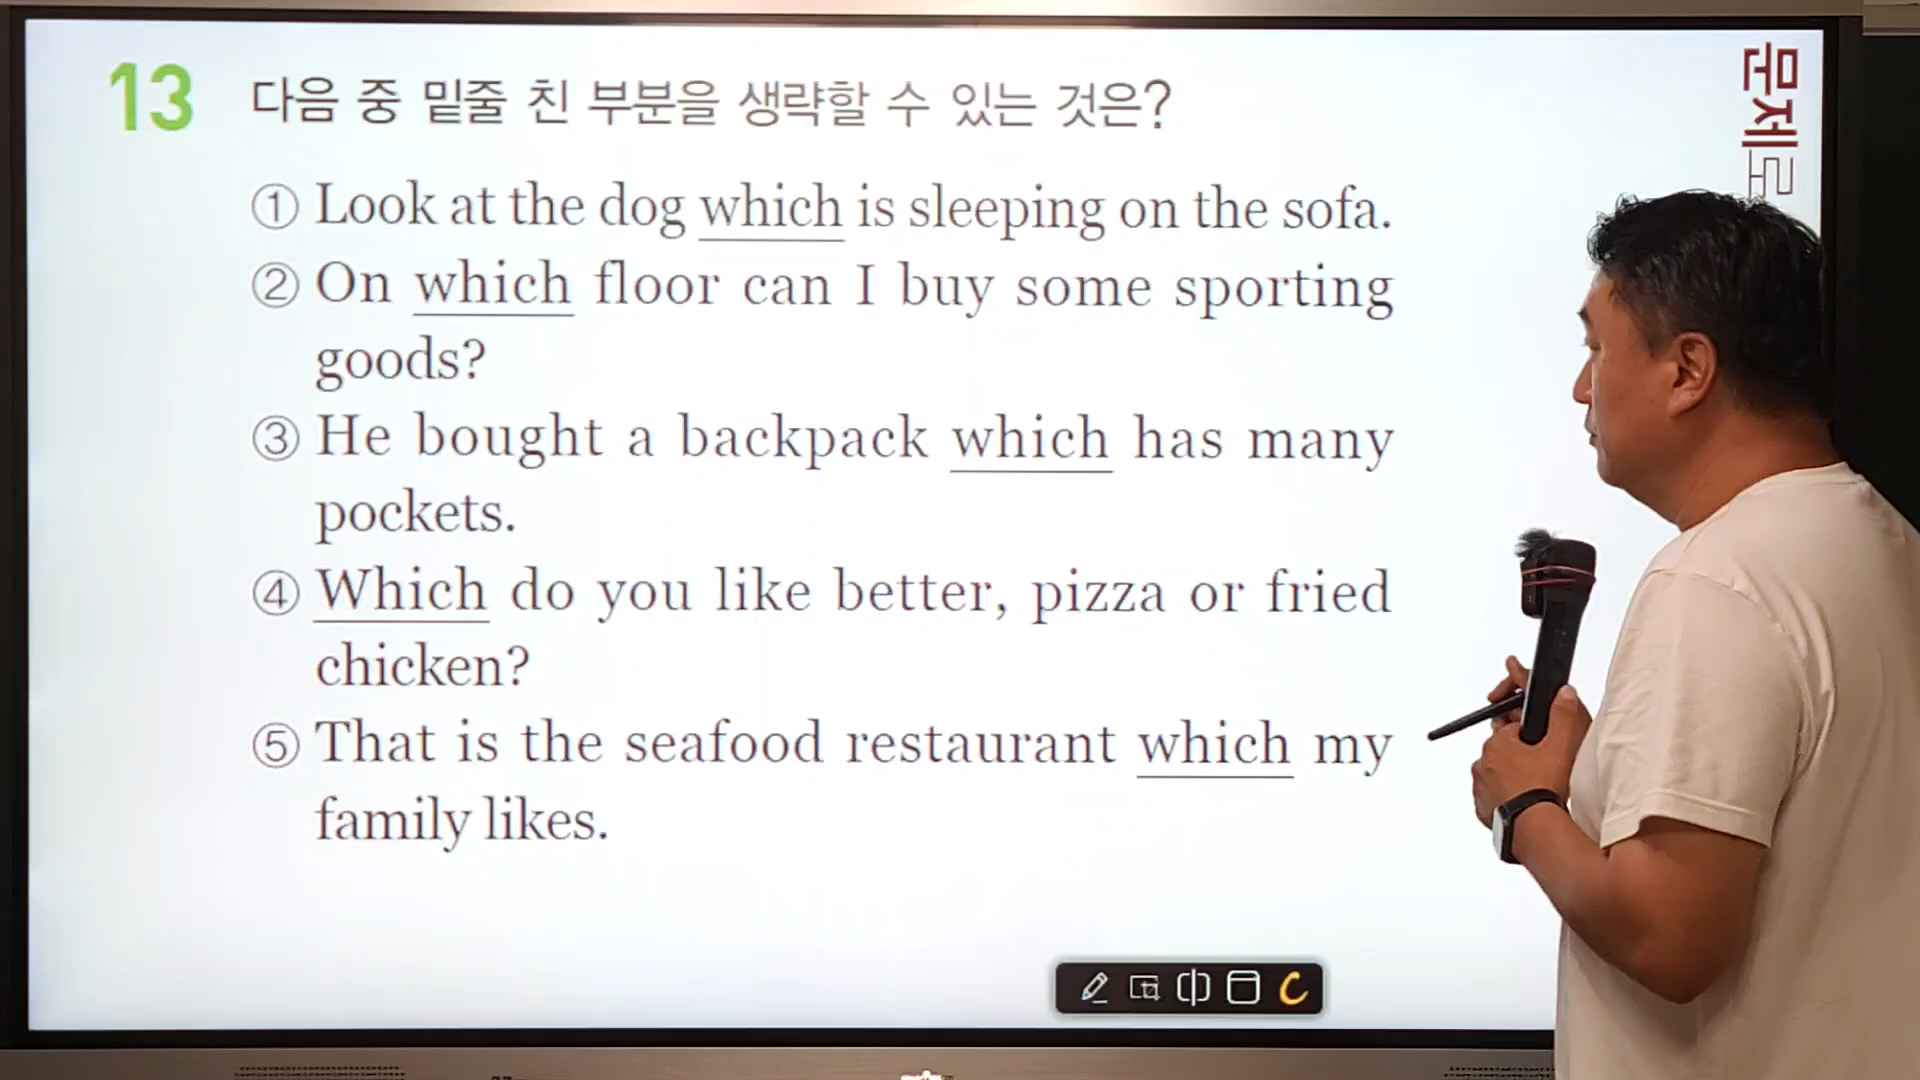 13 다음 중 밑줄 친 부분을 생략할 수 있는 것은?
① Look at the dog which is sleeping on the sofa.
② On which floor can I buy some sporting
goods?
③ He bought a backpack which has many
pockets.
④ Which do you like better, pizza or fried
chicken?
⑤ That is the seafood restaurant which my
family likes.
문제로